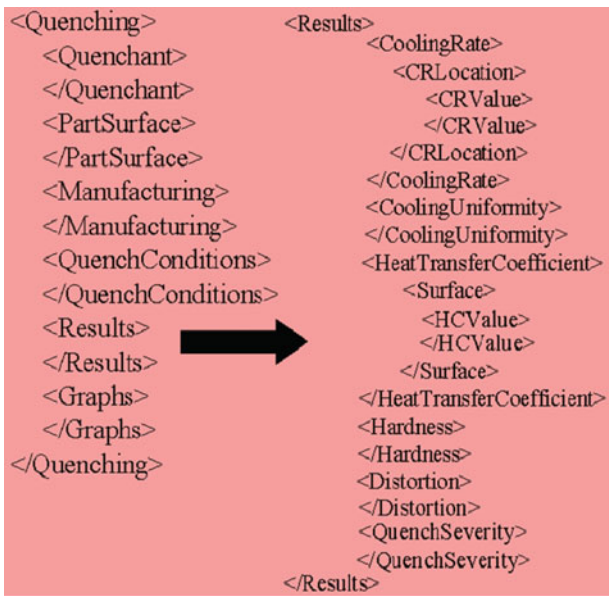 <Quenching>
<Quenchant>
</Quenchant>
<PartSurface>
</PartSurface>
<Manufacturing>
</Manufacturing>
<QuenchConditions>
</QuenchConditions>
<Results>
</Results>
<Graphs>
</Graphs>
</Quenching>
<Results>
<CoolingRate>
<CRLocation>
<CRValue>
</CRValue>
</CRLocation>
</CoolingRate>
<CoolingUniformity>
</CoolingUniformity>
<HeatTransferCoefficient>
<Surface>
<HCValue>
</HCValue>
</Surface>
</HeatTransferCoefficient>
<Hardness>
</Hardness>
<Distortion>
</Distortion>
<QuenchSeverity>
</QuenchSeverity>
</Results>